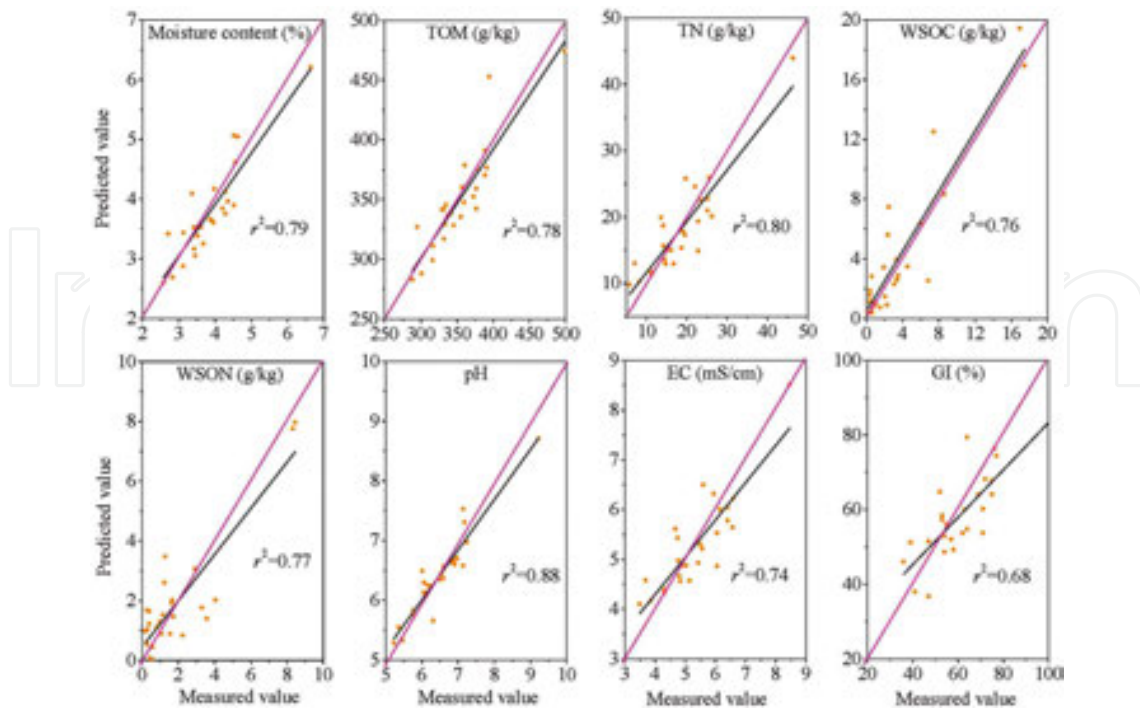 Moisture content (%)
7
6
5
4
3
2
2 3 4 5 6 7
r²=0.79
Predicted value
TOM (g/kg)
500
450
400
350
300
250
250 300 350 400 450 500
r²=0.78
TN (g/kg)
50
40
30
20
10
10 20 30 40 50
r²=0.80
WSOC (g/kg)
20
16
12
8
4
0
0 4 8 12 16 20
r²=0.76
WSON (g/kg)
10
8
6
4
2
0
0 2 4 6 8 10
r²=0.77
Predicted value
Measured value
pH
10
9
8
7
6
5
5 6 7 8 9 10
r²=0.88
Measured value
EC (mS/cm)
9
8
7
6
5
4
3
3 4 5 6 7 8 9
r²=0.74
Measured value
GI (%)
100
80
60
40
20
20 40 60 80 100
r²=0.68
Measured value